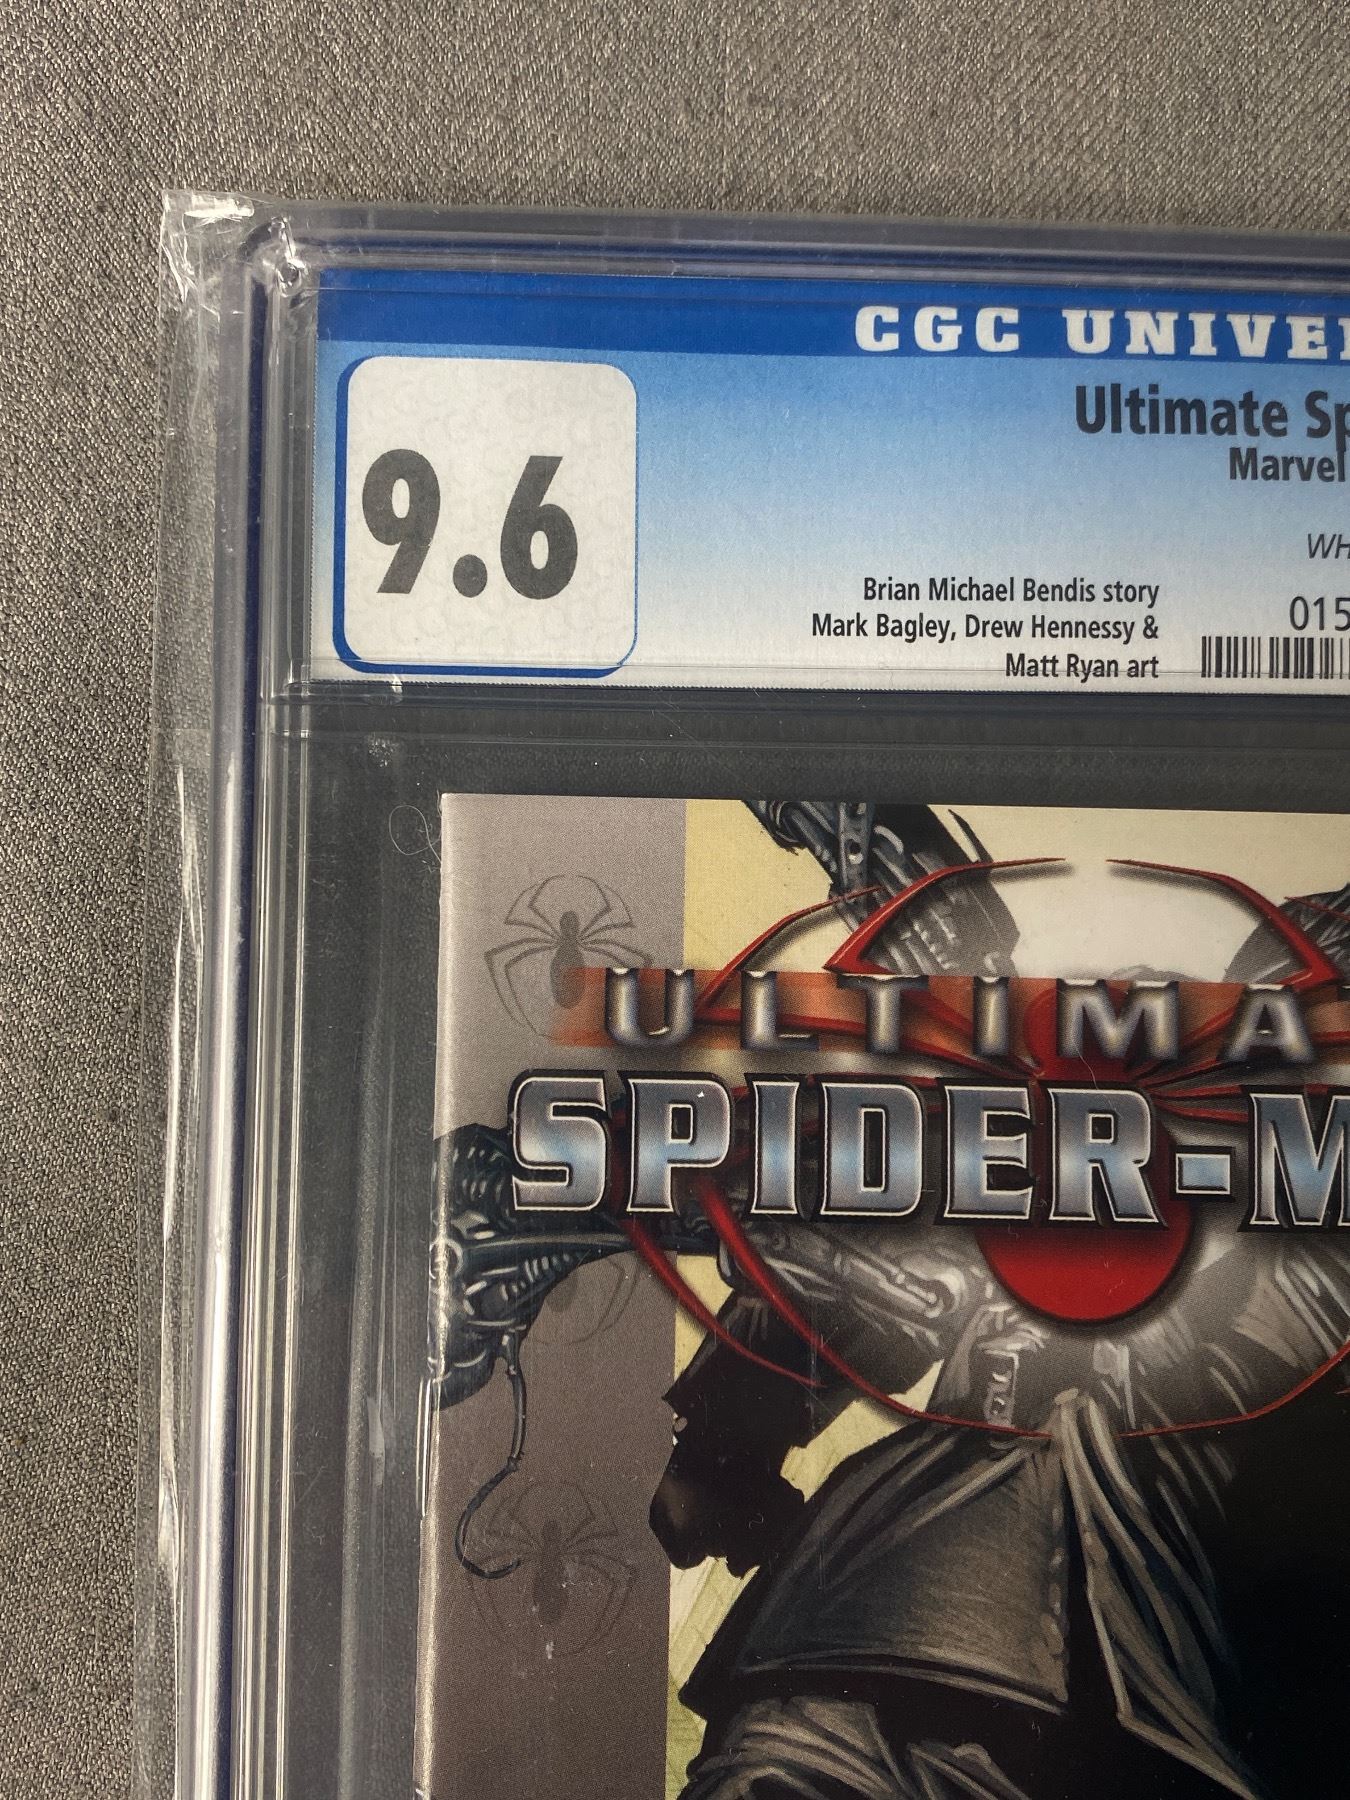 CGC UNIVE
9.6
Ultimate Sp
Marvel
WH
Brian Michael Bendis story
Mark Bagley, Drew Hennessy &
Matt Ryan art
015
ULTIMA
SPIDER-M